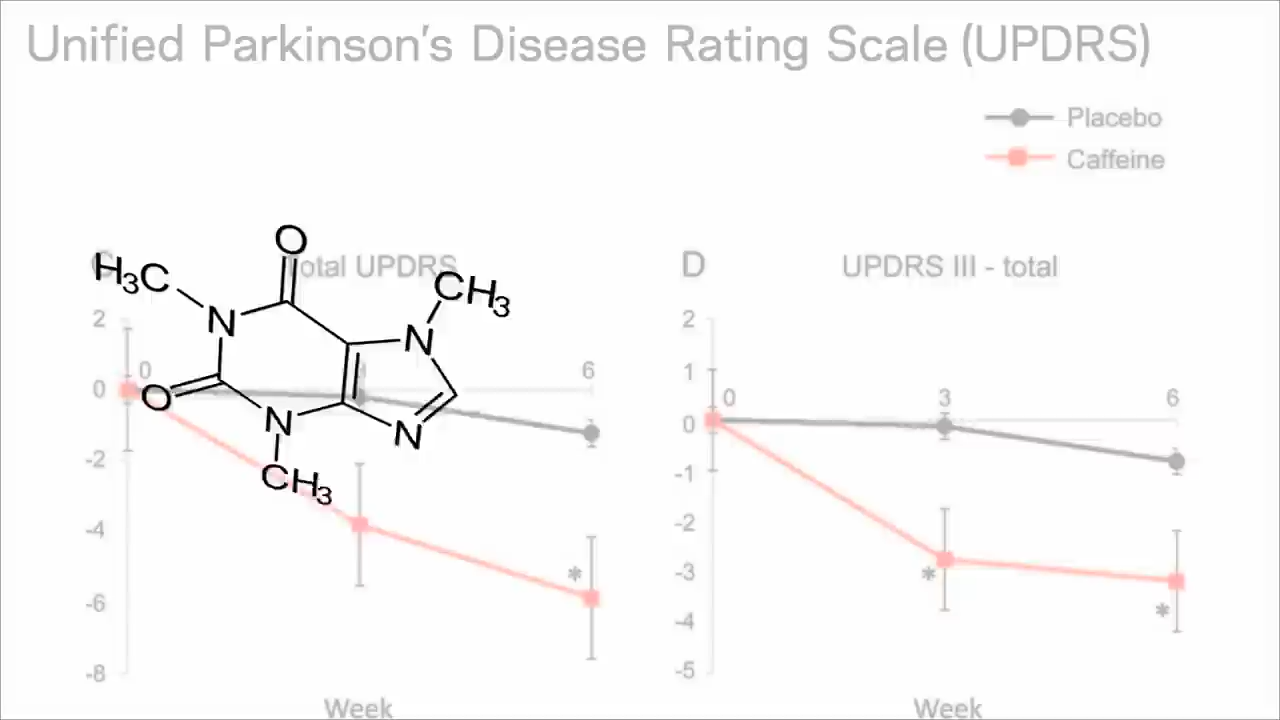 Unified Parkinson's Disease Rating Scale (UPDRS)
Placebo
Caffeine
otal UPDRS
D
UPDRS III - total
O
H3C
CH3
N
N
O
N
N
CH3
2
0
-2
-4
-6
-8
0
6
*
Week
2
1
0
-1
-2
-3
-4
-5
0
3
6
*
*
Week